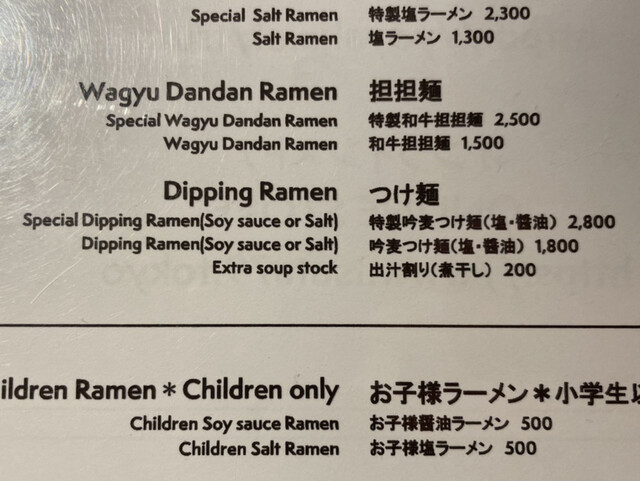 Special Salt Ramen 特製塩ラーメン 2,300
Salt Ramen 塩ラーメン 1,300
Wagyu Dandan Ramen 担担麺
Special Wagyu Dandan Ramen 特製和牛担担麺 2,500
Wagyu Dandan Ramen 和牛担担麺 1,500
Dipping Ramen つけ麺
Special Dipping Ramen(Soy sauce or Salt) 特製吟麦つけ麺(塩・醤油) 2,800
Dipping Ramen(Soy sauce or Salt) 吟麦つけ麺(塩・醤油) 1,800
Extra soup stock 出汁割り(煮干し) 200
ildren Ramen * Children only お子様ラーメン*小学生以
Children Soy sauce Ramen お子様醤油ラーメン 500
Children Salt Ramen お子様塩ラーメン 500